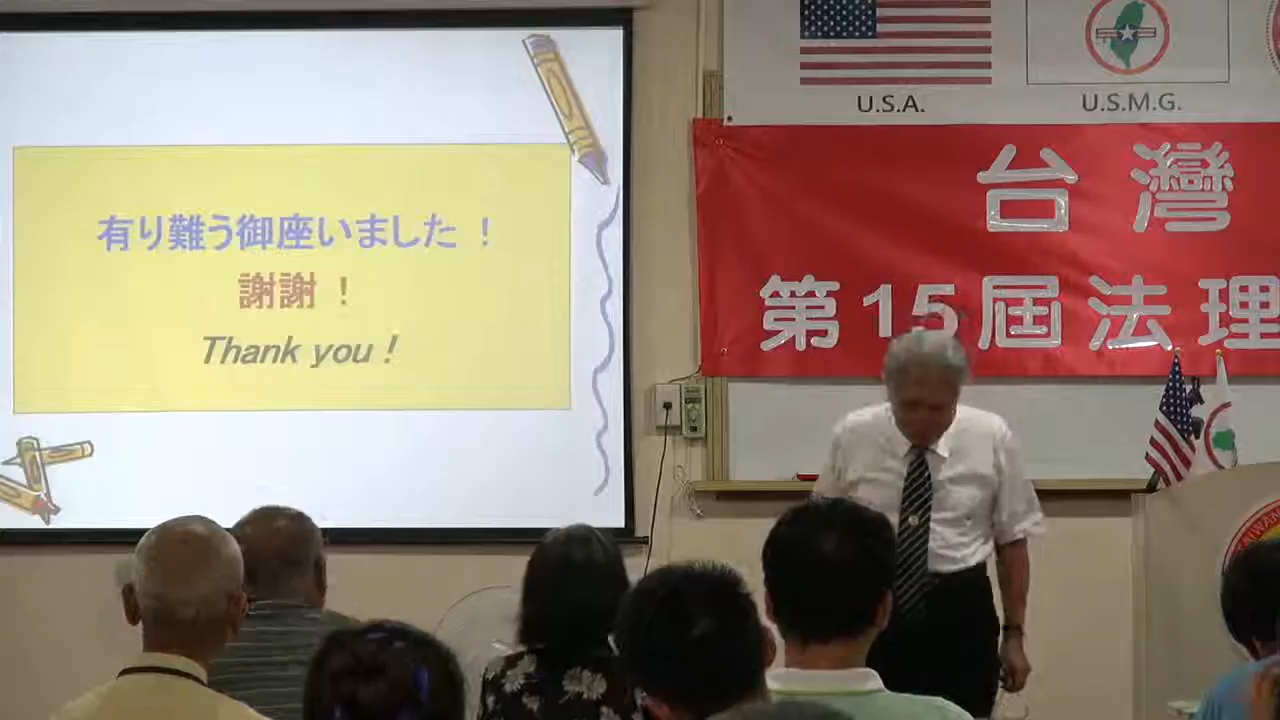 有り難う御座いました！
謝謝！
Thank you !
U.S.A.
U.S.M.G.
台灣
第15屆法理